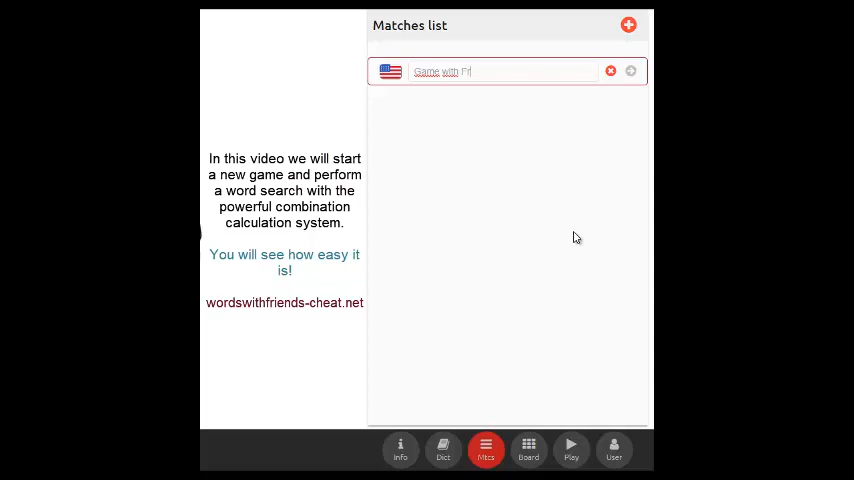 Matches list
Game with Fr
In this video we will start
a new game and perform
a word search with the
powerful combination
calculation system.
You will see how easy it
is!
wordswithfriends-cheat.net
Info
Dict
Mtcs
Board
Play
User